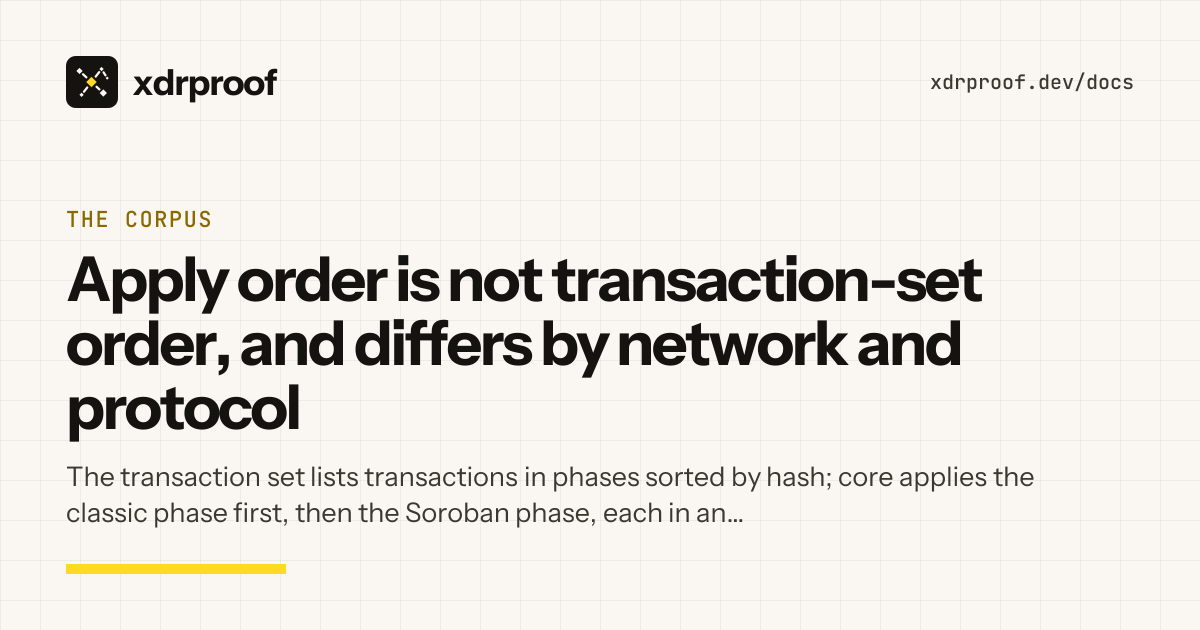 xdrproof
xdrproof.dev/docs
THE CORPUS
Apply order is not transaction-set
order, and differs by network and
protocol
The transaction set lists transactions in phases sorted by hash; core applies the
classic phase first, then the Soroban phase, each in an…